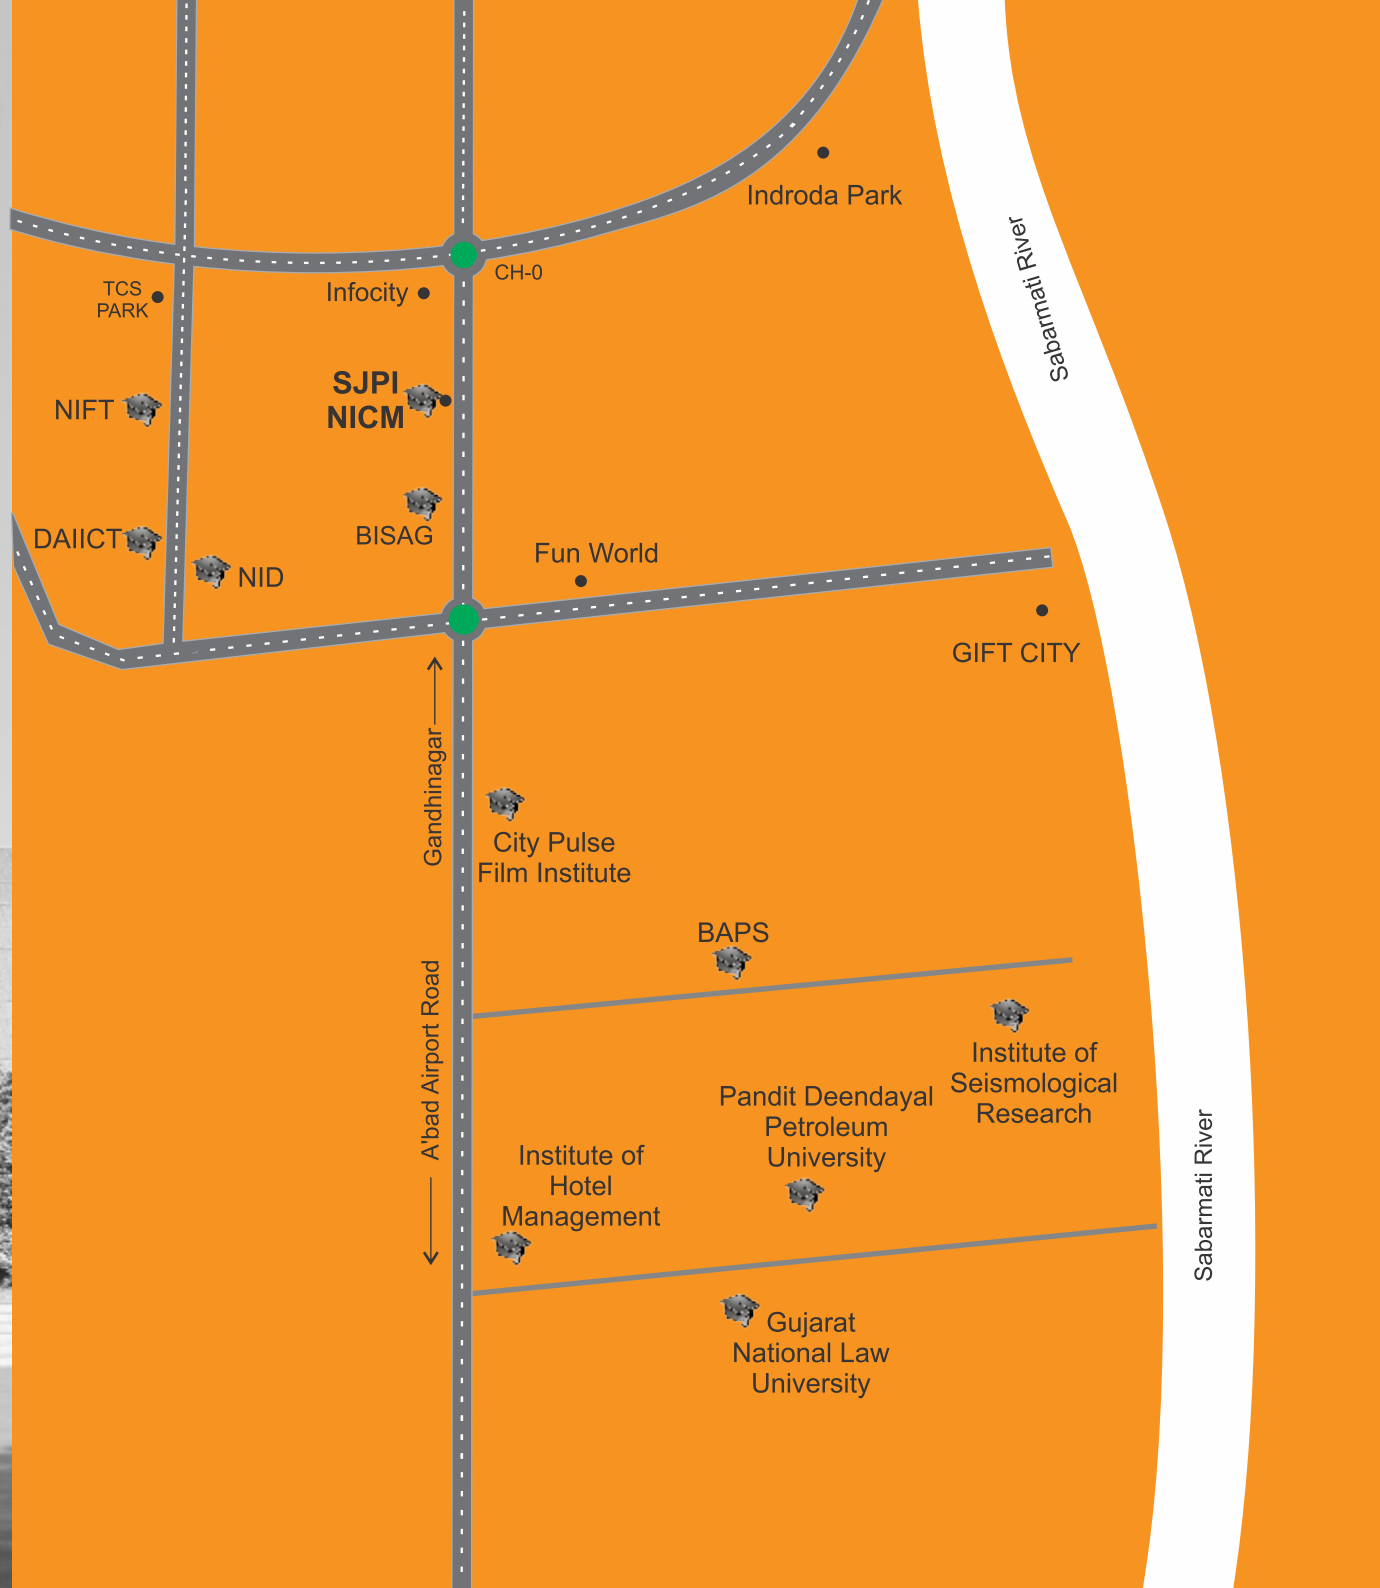 Indroda Park
Sabarmati River
CH-0
TCS
PARK
Infocity
SJPI
NICM
NIFT
BISAG
DAIICT
NID
Fun World
GIFT CITY
Gandhinagar
City Pulse
Film Institute
BAPS
A'bad Airport Road
Institute of
Seismological
Research
Pandit Deendayal
Petroleum
University
Institute of
Hotel
Management
Sabarmati River
Gujarat
National Law
University